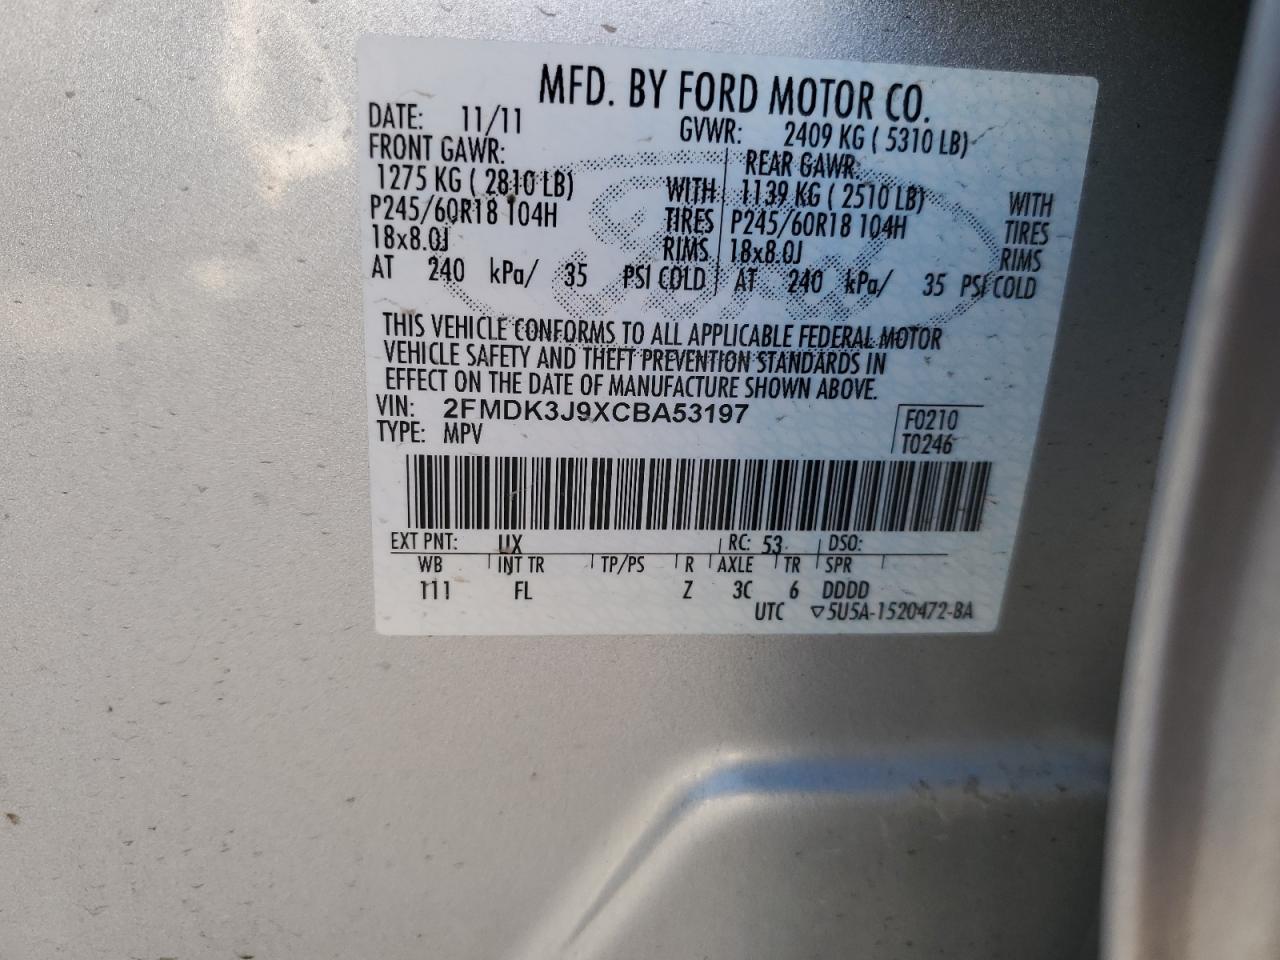 MFD. BY FORD MOTOR CO.
DATE: 11/11 GVWR: 2409 KG ( 5310 LB)
FRONT GAWR: REAR GAWR:
1275 KG ( 2810 LB) WITH 1139 KG ( 2510 LB) WITH
P245/60R18 104H TIRES P245/60R18 104H TIRES
18x8.0J RIMS 18x8.0J RIMS
AT 240 kPa/ 35 PSI COLD AT 240 kPa/ 35 PSI COLD
THIS VEHICLE CONFORMS TO ALL APPLICABLE FEDERAL MOTOR
VEHICLE SAFETY AND THEFT PREVENTION STANDARDS IN
EFFECT ON THE DATE OF MANUFACTURE SHOWN ABOVE.
VIN: 2FMDK3J9XCBA53197 F0210
TYPE: MPV T0246
EXT PNT: UX RC: 53 DSO:
WB INT TR TP/PS R AXLE TR SPR
111 FL Z 3C 6 DDDD
UTC ▽5U5A-1520472-BA